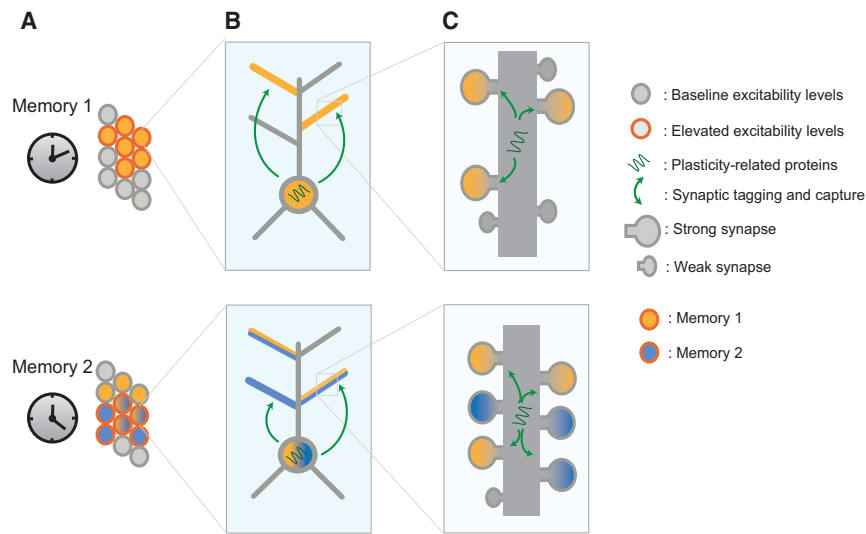 A
B
C
Memory 1
Memory 2
: Baseline excitability levels
: Elevated excitability levels
: Plasticity-related proteins
: Synaptic tagging and capture
: Strong synapse
: Weak synapse
: Memory 1
: Memory 2